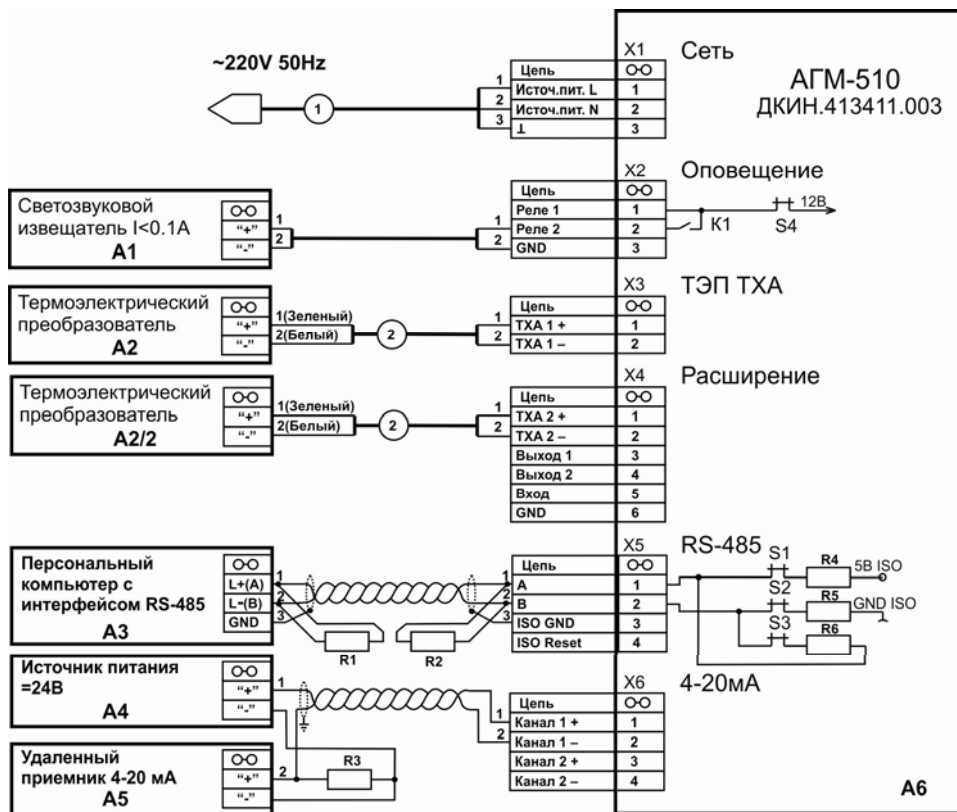 ~220V 50Hz
1
1
2
3
X1 Сеть
Цепь
Источ.пит. L 1
Источ.пит. N 2
⊥ 3
АГМ-510
ДКИН.413411.003
Светозвуковой
извещатель I<0.1A
A1
"+"
"-"
1
2
1
2
X2 Оповещение
Цепь
Реле 1 1
Реле 2 2
GND 3
К1
S4
12В
Термоэлектрический
преобразователь
A2
"+"
"-"
1(Зеленый)
2(Белый)
2
1
2
X3 ТЭП ТХА
Цепь
ТХА 1 + 1
ТХА 1 – 2
Термоэлектрический
преобразователь
A2/2
"+"
"-"
1(Зеленый)
2(Белый)
2
1
2
X4 Расширение
Цепь
ТХА 2 + 1
ТХА 2 – 2
Выход 1 3
Выход 2 4
Вход 5
GND 6
Персональный
компьютер с
интерфейсом RS-485
A3
L+(A)
L-(B)
GND
1
2
3
R1
R2
1
2
3
X5 RS-485
Цепь
A 1
B 2
ISO GND 3
ISO Reset 4
S1
R4
5В ISO
S2
R5
GND ISO
S3
R6
Источник питания
=24В
A4
"+"
"-"
1
1
2
X6 4-20мА
Цепь
Канал 1 + 1
Канал 1 – 2
Канал 2 + 3
Канал 2 – 4
Удаленный
приемник 4-20 мА
A5
"+"
"-"
2
R3
A6